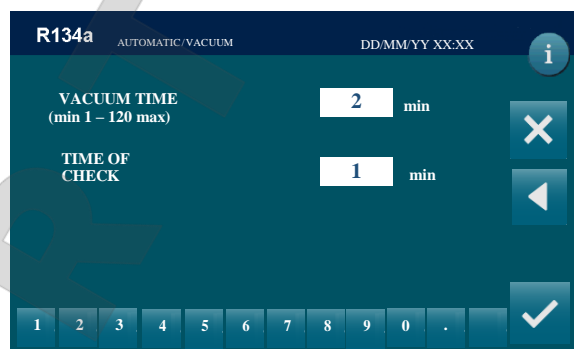 R134a AUTOMATIC/VACUUM DD/MM/YY XX:XX
i
VACUUM TIME 2 min
(min 1 – 120 max)
TIME OF 1 min
CHECK
1 2 3 4 5 6 7 8 9 0 .